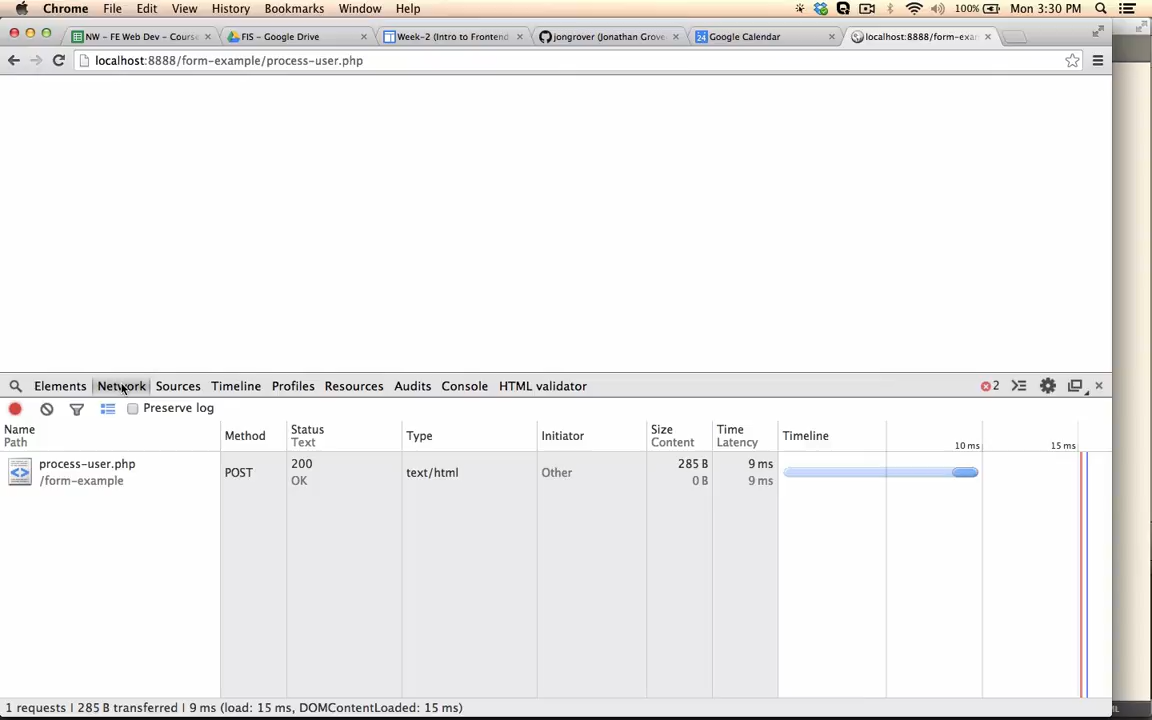 Chrome File Edit View History Bookmarks Window Help 100% Mon 3:30 PM
NW – FE Web Dev – Course FIS – Google Drive Week–2 (Intro to Frontend jongrover (Jonathan Grove 24 Google Calendar localhost:8888/form-exa
localhost:8888/form-example/process-user.php
Elements Network Sources Timeline Profiles Resources Audits Console HTML validator 2
Preserve log
Name Status Size Time
Method Type Initiator Timeline
Path Text Content Latency 10 ms 15 ms
process-user.php 200 285 B 9 ms
POST text/html Other
/form-example OK 0 B 9 ms
1 requests | 285 B transferred | 9 ms (load: 15 ms, DOMContentLoaded: 15 ms)